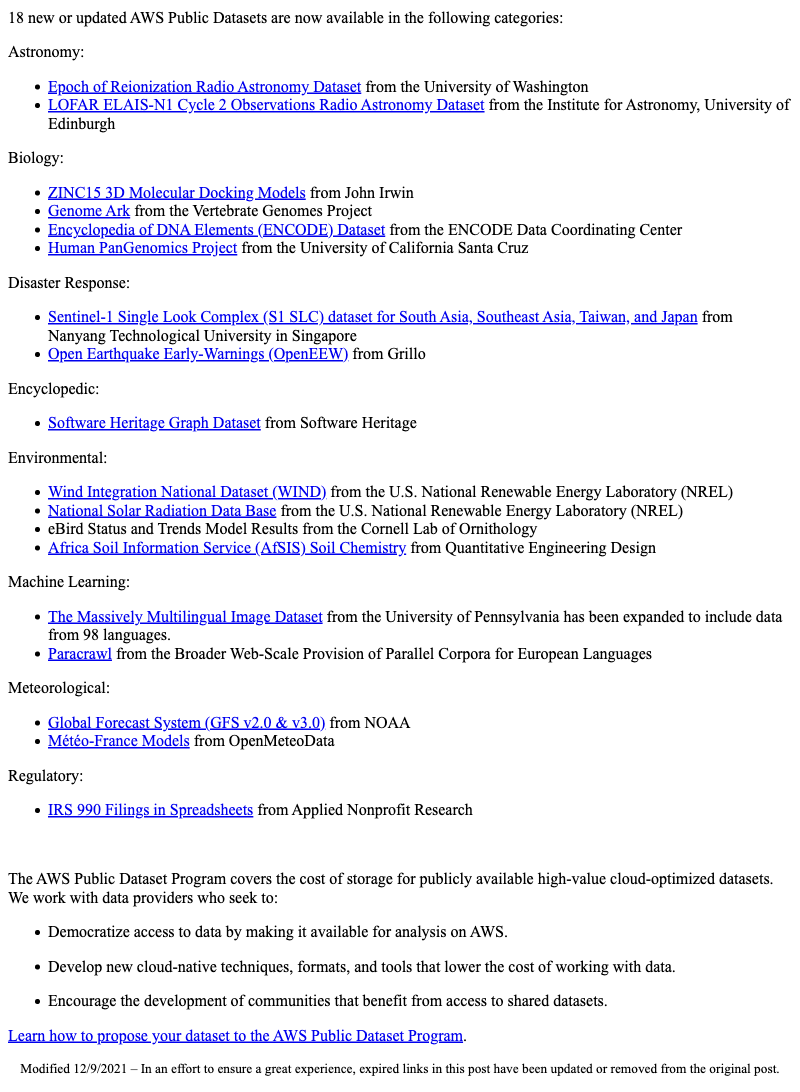 18 new or updated AWS Public Datasets are now available in the following categories:
Astronomy:
• Epoch of Reionization Radio Astronomy Dataset from the University of Washington
• LOFAR ELAIS-N1 Cycle 2 Observations Radio Astronomy Dataset from the Institute for Astronomy, University of
Edinburgh
Biology:
• ZINC15 3D Molecular Docking Models from John Irwin
• Genome Ark from the Vertebrate Genomes Project
• Encyclopedia of DNA Elements (ENCODE) Dataset from the ENCODE Data Coordinating Center
• Human PanGenomics Project from the University of California Santa Cruz
Disaster Response:
• Sentinel-1 Single Look Complex (S1 SLC) dataset for South Asia, Southeast Asia, Taiwan, and Japan from
Nanyang Technological University in Singapore
• Open Earthquake Early-Warnings (OpenEEW) from Grillo
Encyclopedic:
• Software Heritage Graph Dataset from Software Heritage
Environmental:
• Wind Integration National Dataset (WIND) from the U.S. National Renewable Energy Laboratory (NREL)
• National Solar Radiation Data Base from the U.S. National Renewable Energy Laboratory (NREL)
• eBird Status and Trends Model Results from the Cornell Lab of Ornithology
• Africa Soil Information Service (AfSIS) Soil Chemistry from Quantitative Engineering Design
Machine Learning:
• The Massively Multilingual Image Dataset from the University of Pennsylvania has been expanded to include data
from 98 languages.
• Paracrawl from the Broader Web-Scale Provision of Parallel Corpora for European Languages
Meteorological:
• Global Forecast System (GFS v2.0 & v3.0) from NOAA
• Météo-France Models from OpenMeteoData
Regulatory:
• IRS 990 Filings in Spreadsheets from Applied Nonprofit Research
The AWS Public Dataset Program covers the cost of storage for publicly available high-value cloud-optimized datasets.
We work with data providers who seek to:
• Democratize access to data by making it available for analysis on AWS.
• Develop new cloud-native techniques, formats, and tools that lower the cost of working with data.
• Encourage the development of communities that benefit from access to shared datasets.
Learn how to propose your dataset to the AWS Public Dataset Program.
Modified 12/9/2021 – In an effort to ensure a great experience, expired links in this post have been updated or removed from the original post.